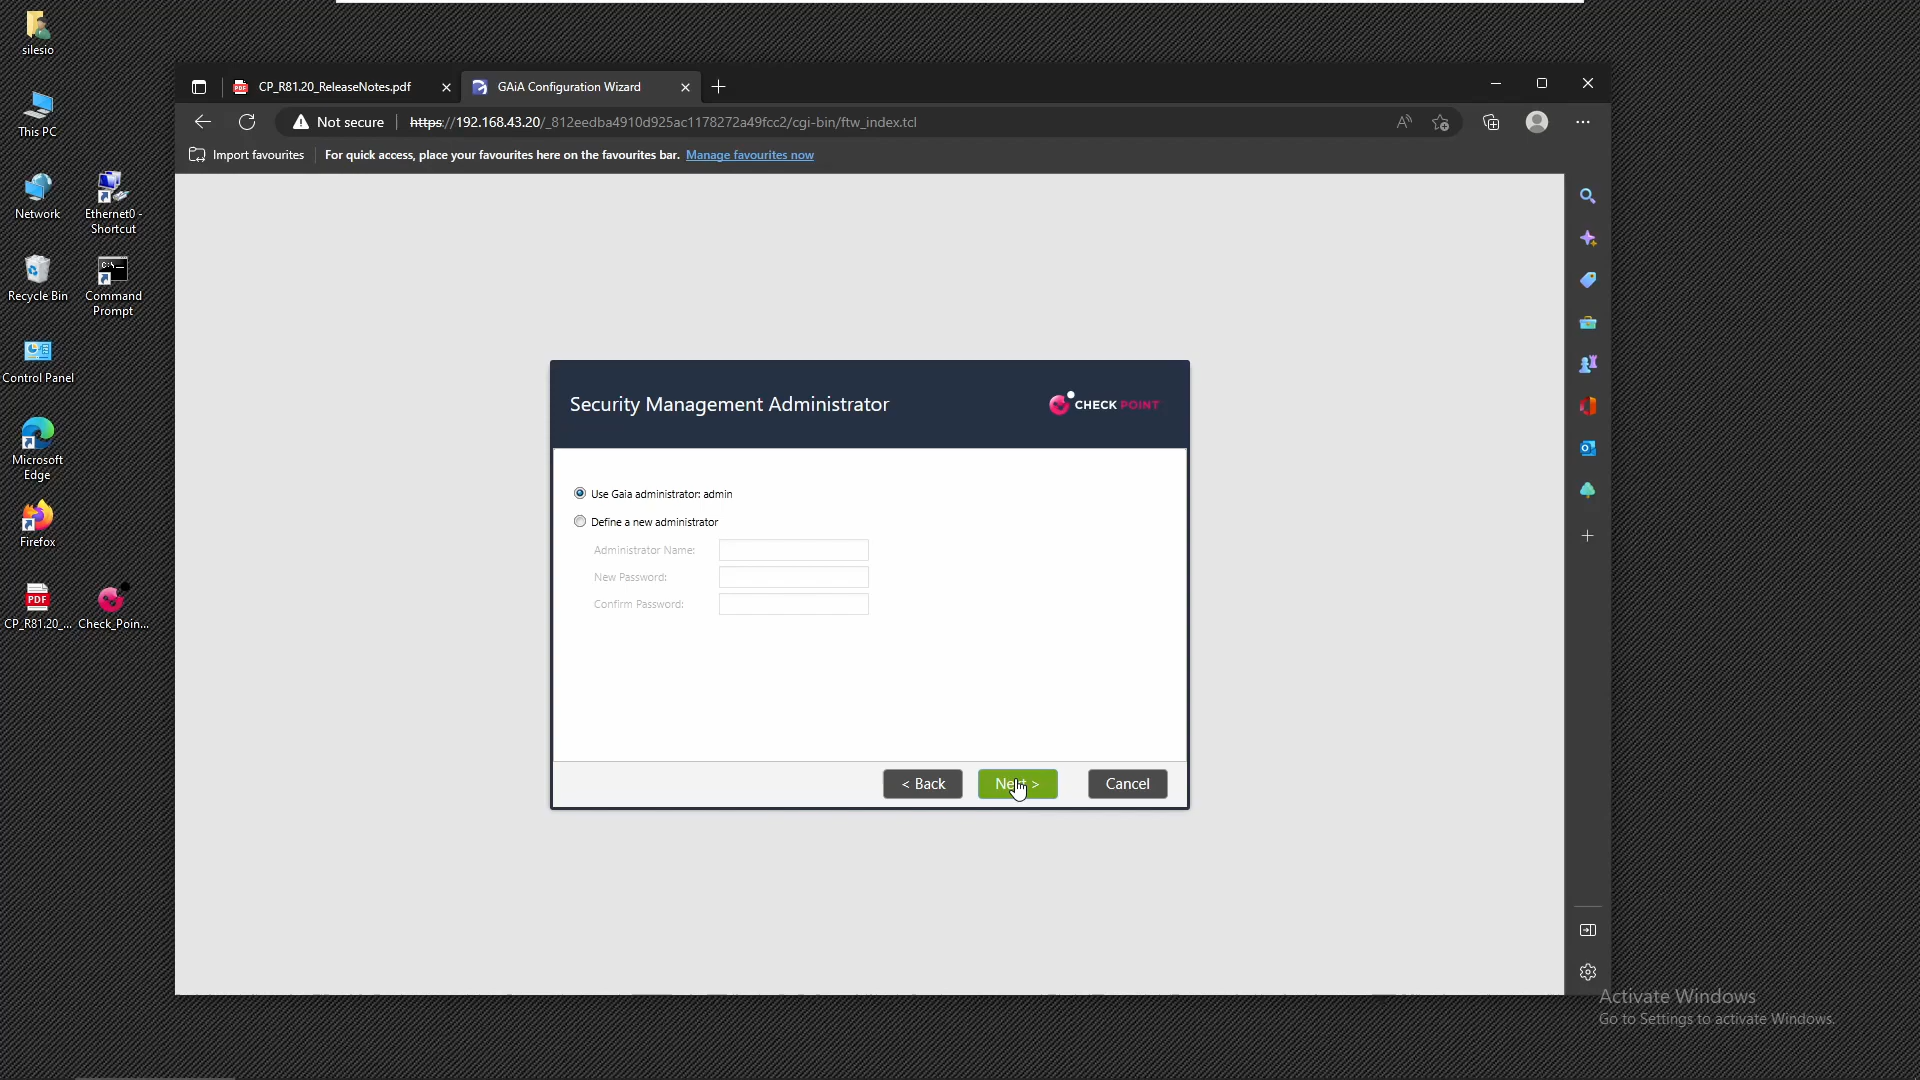 silesio
This PC
Network
Ethernet0 -
Shortcut
Recycle Bin
Command
Prompt
Control Panel
Microsoft
Edge
Firefox
CP_R81.20_...
Check_Poin...
CP_R81.20_ReleaseNotes.pdf
GAiA Configuration Wizard
Not secure
https://192.168.43.20/_812eedba4910d925ac1178272a49fcc2/cgi-bin/ftw_index.tcl
Import favourites
For quick access, place your favourites here on the favourites bar. Manage favourites now
Security Management Administrator
CHECK POINT
Use Gaia administrator: admin
Define a new administrator
Administrator Name:
New Password:
Confirm Password:
< Back
Next >
Cancel
Activate Windows
Go to Settings to activate Windows.